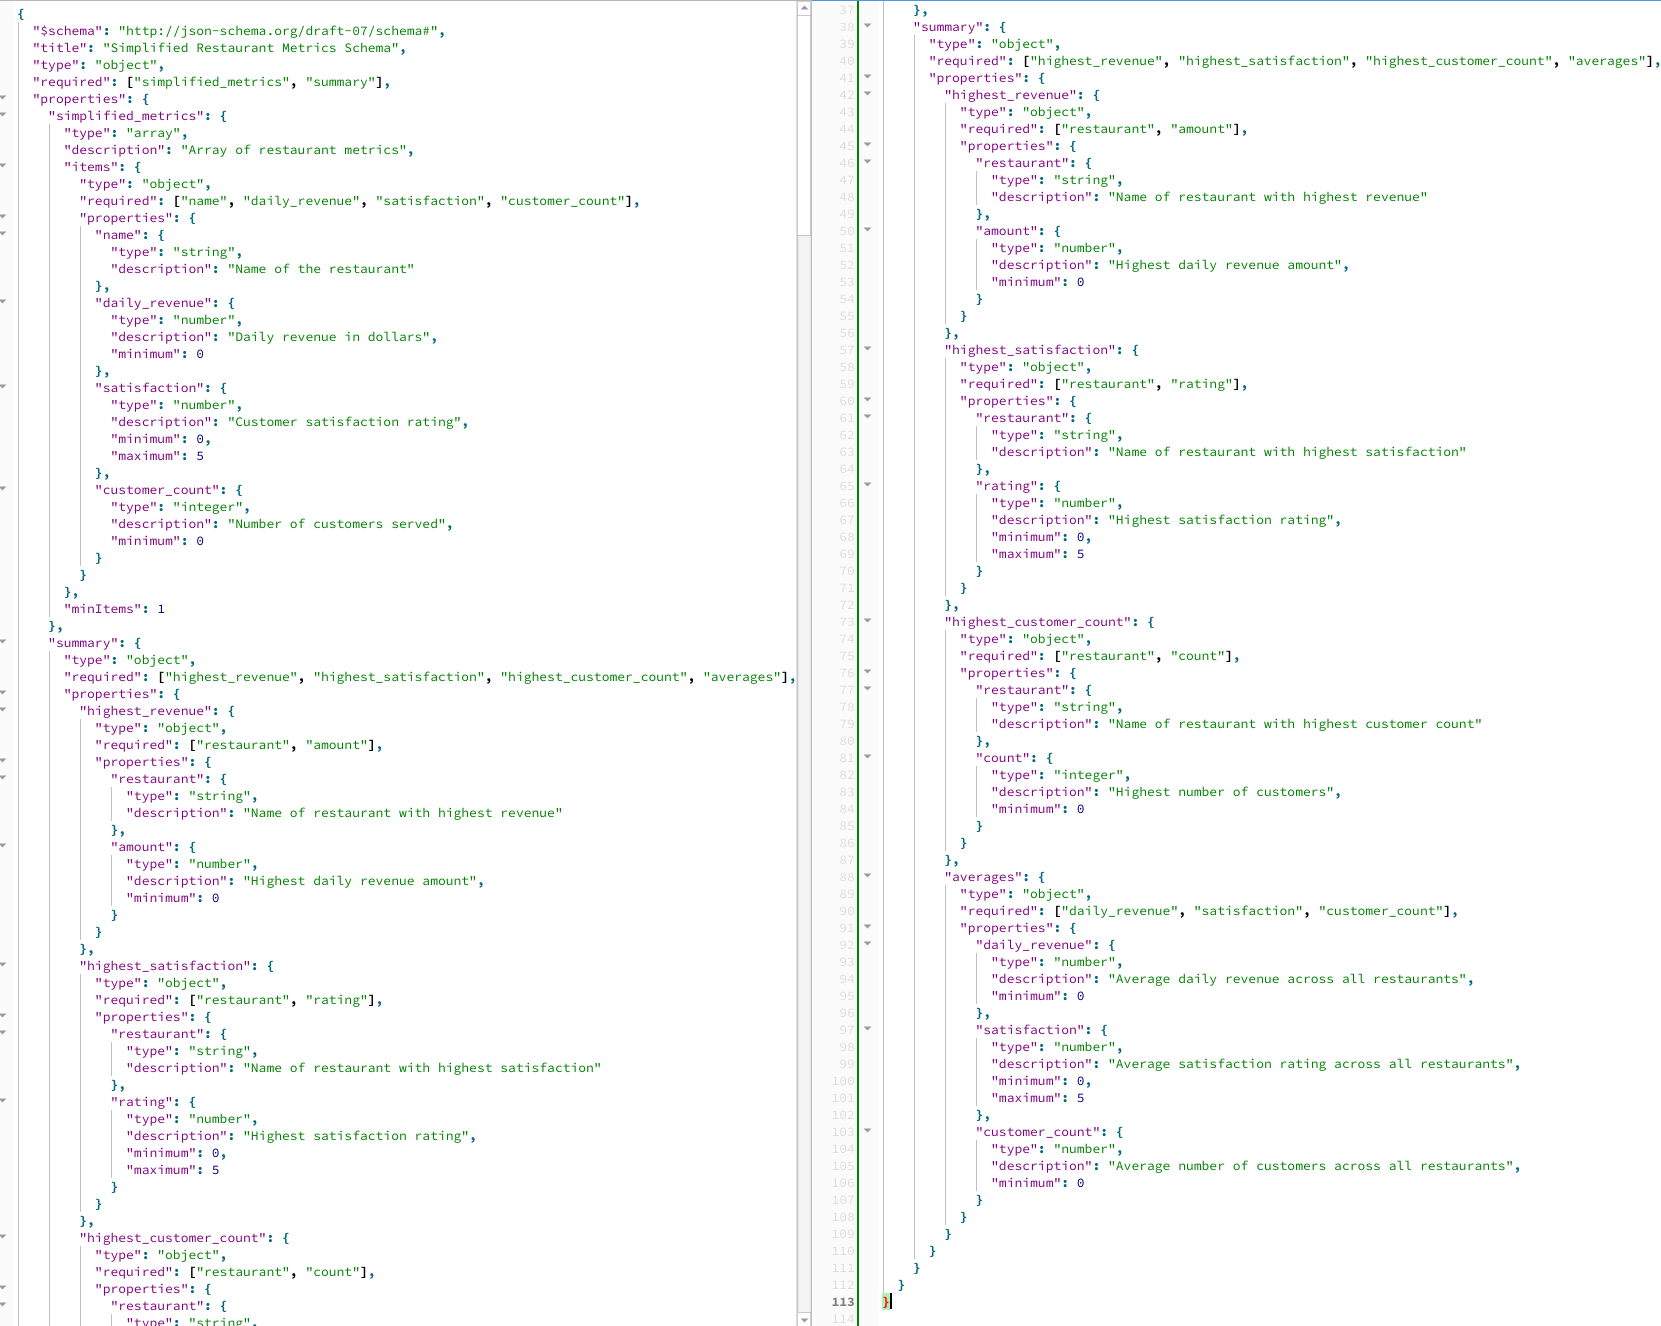 {
  "$schema": "http://json-schema.org/draft-07/schema#",
  "title": "Simplified Restaurant Metrics Schema",
  "type": "object",
  "required": ["simplified_metrics", "summary"],
  "properties": {
    "simplified_metrics": {
      "type": "array",
      "description": "Array of restaurant metrics",
      "items": {
        "type": "object",
        "required": ["name", "daily_revenue", "satisfaction", "customer_count"],
        "properties": {
          "name": {
            "type": "string",
            "description": "Name of the restaurant"
          },
          "daily_revenue": {
            "type": "number",
            "description": "Daily revenue in dollars",
            "minimum": 0
          },
          "satisfaction": {
            "type": "number",
            "description": "Customer satisfaction rating",
            "minimum": 0,
            "maximum": 5
          },
          "customer_count": {
            "type": "integer",
            "description": "Number of customers served",
            "minimum": 0
          }
        }
      },
      "minItems": 1
    },
    "summary": {
      "type": "object",
      "required": ["highest_revenue", "highest_satisfaction", "highest_customer_count", "averages"],
      "properties": {
        "highest_revenue": {
          "type": "object",
          "required": ["restaurant", "amount"],
          "properties": {
            "restaurant": {
              "type": "string",
              "description": "Name of restaurant with highest revenue"
            },
            "amount": {
              "type": "number",
              "description": "Highest daily revenue amount",
              "minimum": 0
            }
          }
        },
        "highest_satisfaction": {
          "type": "object",
          "required": ["restaurant", "rating"],
          "properties": {
            "restaurant": {
              "type": "string",
              "description": "Name of restaurant with highest satisfaction"
            },
            "rating": {
              "type": "number",
              "description": "Highest satisfaction rating",
              "minimum": 0,
              "maximum": 5
            }
          }
        },
        "highest_customer_count": {
          "type": "object",
          "required": ["restaurant", "count"],
          "properties": {
            "restaurant": {
              "type": "string",
37     },
38     "summary": {
39       "type": "object",
40       "required": ["highest_revenue", "highest_satisfaction", "highest_customer_count", "averages"],
41       "properties": {
42         "highest_revenue": {
43           "type": "object",
44           "required": ["restaurant", "amount"],
45           "properties": {
46             "restaurant": {
47               "type": "string",
48               "description": "Name of restaurant with highest revenue"
49             },
50             "amount": {
51               "type": "number",
52               "description": "Highest daily revenue amount",
53               "minimum": 0
54             }
55           }
56         },
57         "highest_satisfaction": {
58           "type": "object",
59           "required": ["restaurant", "rating"],
60           "properties": {
61             "restaurant": {
62               "type": "string",
63               "description": "Name of restaurant with highest satisfaction"
64             },
65             "rating": {
66               "type": "number",
67               "description": "Highest satisfaction rating",
68               "minimum": 0,
69               "maximum": 5
70             }
71           }
72         },
73         "highest_customer_count": {
74           "type": "object",
75           "required": ["restaurant", "count"],
76           "properties": {
77             "restaurant": {
78               "type": "string",
79               "description": "Name of restaurant with highest customer count"
80             },
81             "count": {
82               "type": "integer",
83               "description": "Highest number of customers",
84               "minimum": 0
85             }
86           }
87         },
88         "averages": {
89           "type": "object",
90           "required": ["daily_revenue", "satisfaction", "customer_count"],
91           "properties": {
92             "daily_revenue": {
93               "type": "number",
94               "description": "Average daily revenue across all restaurants",
95               "minimum": 0
96             },
97             "satisfaction": {
98               "type": "number",
99               "description": "Average satisfaction rating across all restaurants",
100               "minimum": 0,
101               "maximum": 5
102             },
103             "customer_count": {
104               "type": "number",
105               "description": "Average number of customers across all restaurants",
106               "minimum": 0
107             }
108           }
109         }
110       }
111     }
112   }
113 }
114